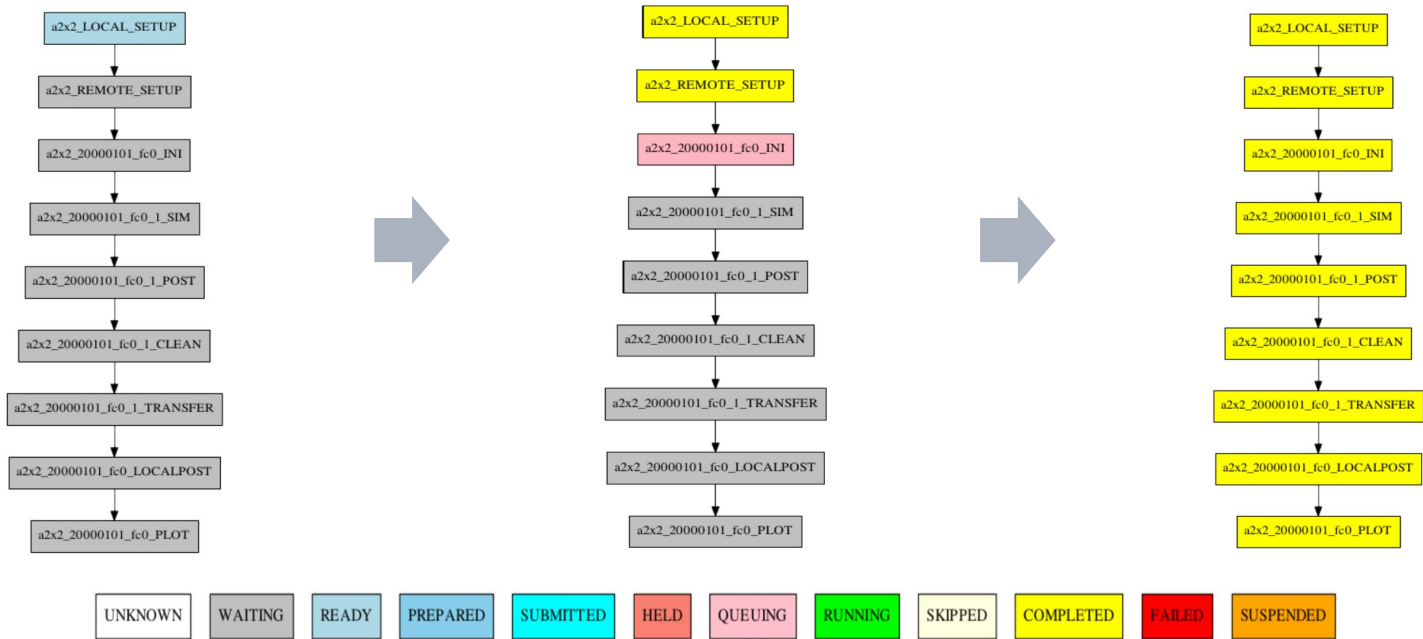 a2x2_LOCAL_SETUP
a2x2_REMOTE_SETUP
a2x2_20000101_fc0_INI
a2x2_20000101_fc0_1_SIM
a2x2_20000101_fc0_1_POST
a2x2_20000101_fc0_1_CLEAN
a2x2_20000101_fc0_1_TRANSFER
a2x2_20000101_fc0_LOCALPOST
a2x2_20000101_fc0_PLOT
a2x2_LOCAL_SETUP
a2x2_REMOTE_SETUP
a2x2_20000101_fc0_INI
a2x2_20000101_fc0_1_SIM
a2x2_20000101_fc0_1_POST
a2x2_20000101_fc0_1_CLEAN
a2x2_20000101_fc0_1_TRANSFER
a2x2_20000101_fc0_LOCALPOST
a2x2_20000101_fc0_PLOT
a2x2_LOCAL_SETUP
a2x2_REMOTE_SETUP
a2x2_20000101_fc0_INI
a2x2_20000101_fc0_1_SIM
a2x2_20000101_fc0_1_POST
a2x2_20000101_fc0_1_CLEAN
a2x2_20000101_fc0_1_TRANSFER
a2x2_20000101_fc0_LOCALPOST
a2x2_20000101_fc0_PLOT
UNKNOWN WAITING READY PREPARED SUBMITTED HELD QUEUING RUNNING SKIPPED COMPLETED FAILED SUSPENDED